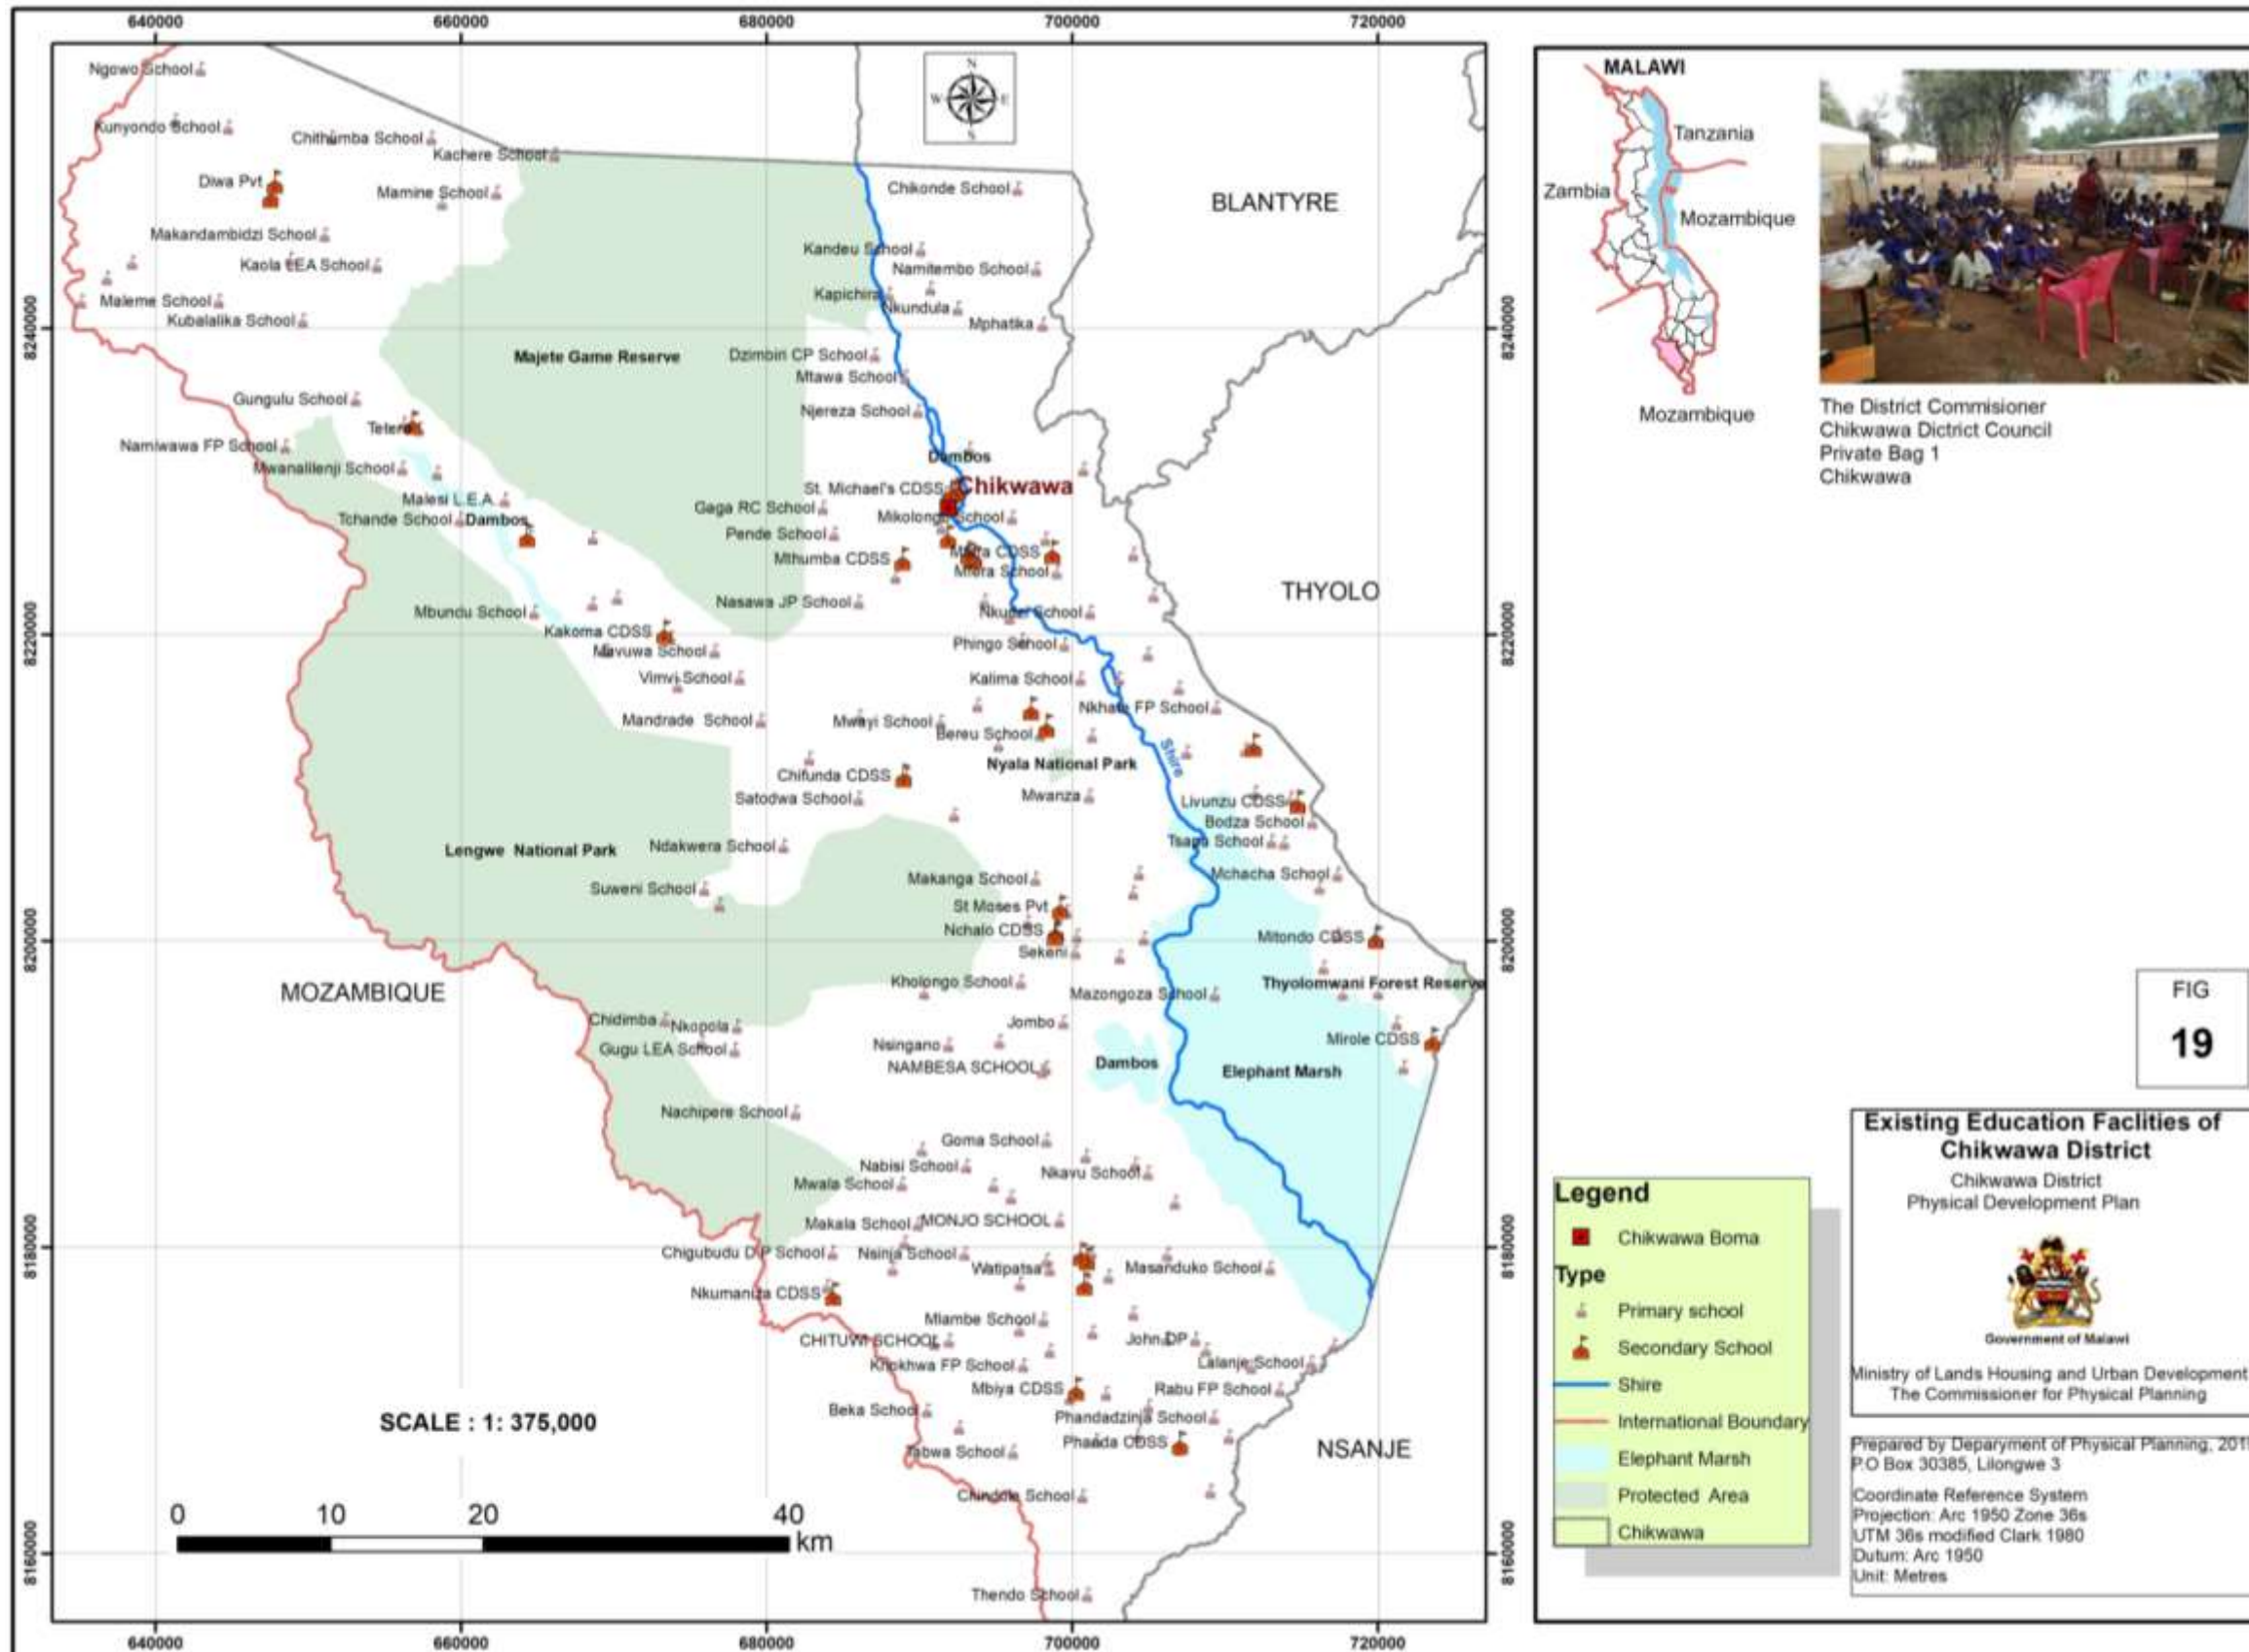 640000
660000
680000
700000
720000
Ngowo School
Kunyondo School
Chithumba School
Kachere School
Diwa Pvt
Mamine School
Chikonde School
BLANTYRE
Makandambidzi School
Kaola LEA School
Kandeu School
Namitembo School
Maleme School
Kapichira
Nkundula
Kubalalika School
Mphatika
8240000
8240000
Majete Game Reserve
Dzimbiri CP School
Mtawa School
Gungulu School
Njereza School
Namiwawa FP School
Mwanalilenji School
Dambos
St. Michael's CDSS
Chikwawa
Malesi L.E.A.
Gaga RC School
Tchande School
Dambos
Mikolongo School
Pende School
Mthumba CDSS
Mfera School
THYOLO
Nasawa JP School
Mbundu School
Kakoma CDSS
8220000
8220000
Phingo School
Mavuwa School
Vimvi School
Kalima School
Nkhate FP School
Mandrade School
Mwayi School
Bereu School
Shire
Nyala National Park
Chifunda CDSS
Satodwa School
Mwanza
Livunzu CDSS
Bodza School
Lengwe National Park
Ndakwera School
Makanga School
Mchacha School
Suweni School
St Moses Pvt
Nchalo CDSS
Mitondo CDSS
8200000
8200000
Sekeni
Kholongo School
Mazongoza School
Thyolomwani Forest Reserve
MOZAMBIQUE
Chidimba
Nkopola
Jombo
Gugu LEA School
Nsingano
Mirole CDSS
NAMBESA SCHOOL
Dambos
Elephant Marsh
Nachipere School
Goma School
Nabisi School
Nkavu School
Mwala School
Makala School
MONJO SCHOOL
8180000
8180000
Chigubudu D P School
Nsinja School
Watipatsa
Masanduko School
Nkumaniza CDSS
Mlambe School
CHITUWI SCHOOL
John DP
Khokhwa FP School
Lalanje School
Mbiya CDSS
Rabu FP School
Beka School
Phandadzinja School
Tabwa School
Phanda CDSS
NSANJE
Chindole School
8160000
8160000
Thendo School
SCALE : 1: 375,000
0
10
20
40
km
640000
660000
680000
700000
720000
N
W
E
S
MALAWI
Tanzania
Zambia
Mozambique
Mozambique
The District Commisioner
Chikwawa Dictrict Council
Private Bag 1
Chikwawa
FIG
19
Legend
Chikwawa Boma
Type
Primary school
Secondary School
Shire
International Boundary
Elephant Marsh
Protected Area
Chikwawa
Existing Education Faclities of
Chikwawa District
Chikwawa District
Physical Development Plan
Government of Malawi
Ministry of Lands Housing and Urban Development
The Commissioner for Physical Planning
Prepared by Deparyment of Physical Planning,
P.O Box 30385, Lilongwe 3
Coordinate Reference System
Projection: Arc 1950 Zone 36s
UTM 36s modified Clark 1980
Dutum: Arc 1950
Unit: Metres